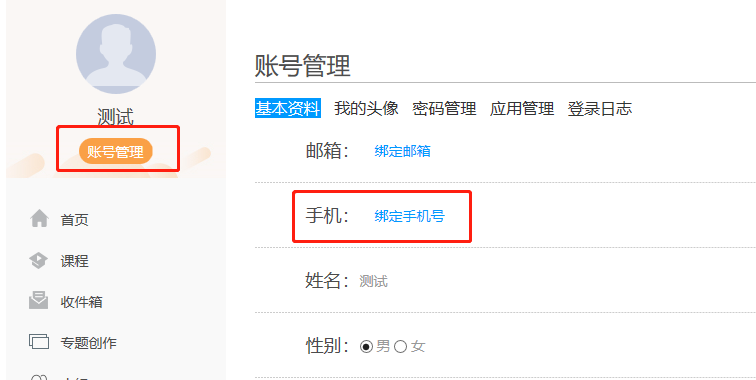 测试
账号管理
首页
课程
收件箱
专题创作
账号管理
基本资料 我的头像 密码管理 应用管理 登录日志
邮箱： 绑定邮箱
手机： 绑定手机号
姓名： 测试
性别： 男 女